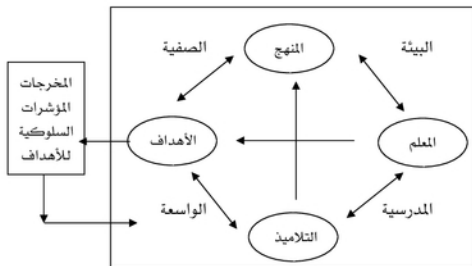 البيئة
المنهج
الصفية
المعلم
الأهداف
المخرجات
المؤشرات
السلوكية
للأهداف
المدرسية
التلاميذ
الواسعة